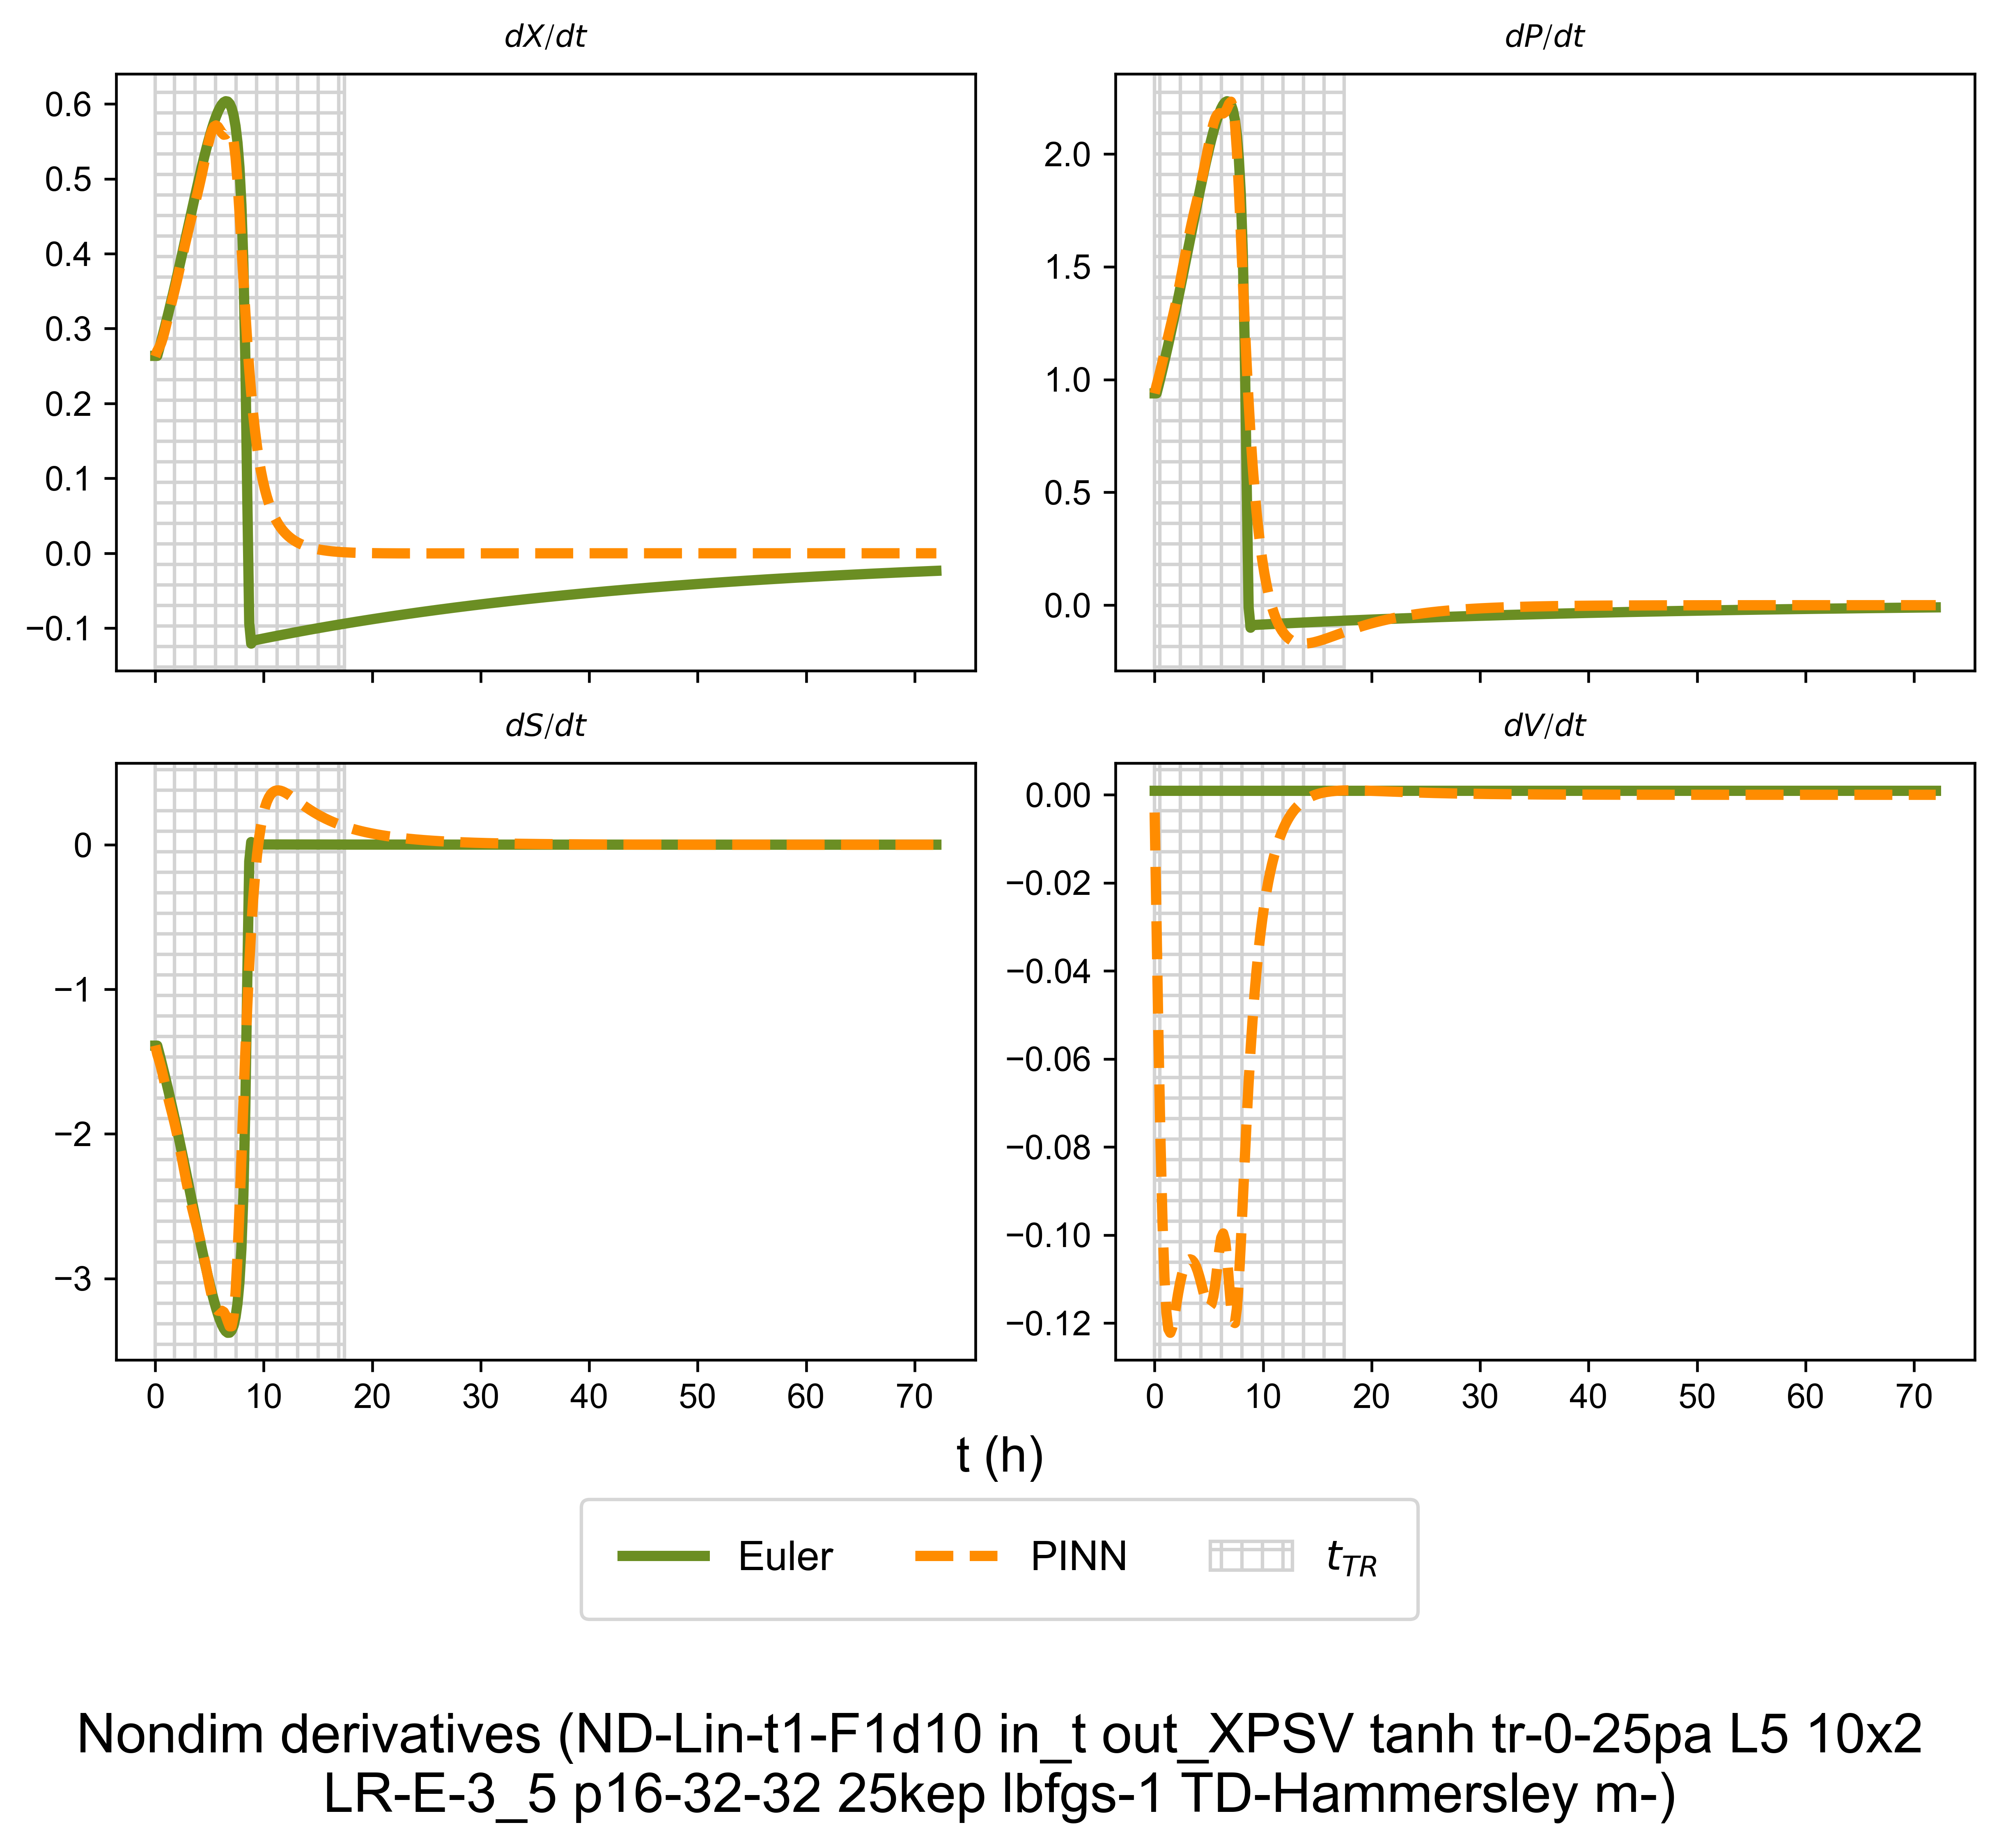 dX/dt
dP/dt
0.6
0.5
0.4
0.3
0.2
0.1
0.0
−0.1
2.0
1.5
1.0
0.5
0.0
dS/dt
dV/dt
0
−1
−2
−3
0 10 20 30 40 50 60 70
0.00
−0.02
−0.04
−0.06
−0.08
−0.10
−0.12
0 10 20 30 40 50 60 70
t (h)
Euler PINN t_TR
Nondim derivatives (ND-Lin-t1-F1d10 in_t out_XPSV tanh tr-0-25pa L5 10x2
LR-E-3_5 p16-32-32 25kep lbfgs-1 TD-Hammersley m-)